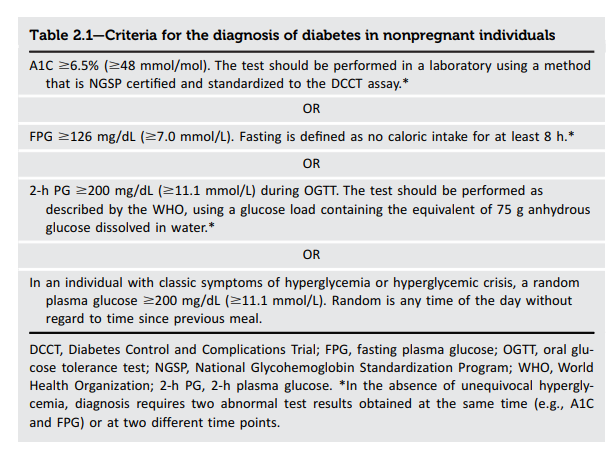 Table 2.1—Criteria for the diagnosis of diabetes in nonpregnant individuals
A1C ≥6.5% (≥48 mmol/mol). The test should be performed in a laboratory using a method
that is NGSP certified and standardized to the DCCT assay.*
OR
FPG ≥126 mg/dL (≥7.0 mmol/L). Fasting is defined as no caloric intake for at least 8 h.*
OR
2-h PG ≥200 mg/dL (≥11.1 mmol/L) during OGTT. The test should be performed as
described by the WHO, using a glucose load containing the equivalent of 75 g anhydrous
glucose dissolved in water.*
OR
In an individual with classic symptoms of hyperglycemia or hyperglycemic crisis, a random
plasma glucose ≥200 mg/dL (≥11.1 mmol/L). Random is any time of the day without
regard to time since previous meal.
DCCT, Diabetes Control and Complications Trial; FPG, fasting plasma glucose; OGTT, oral glu-
cose tolerance test; NGSP, National Glycohemoglobin Standardization Program; WHO, World
Health Organization; 2-h PG, 2-h plasma glucose. *In the absence of unequivocal hypergly-
cemia, diagnosis requires two abnormal test results obtained at the same time (e.g., A1C
and FPG) or at two different time points.